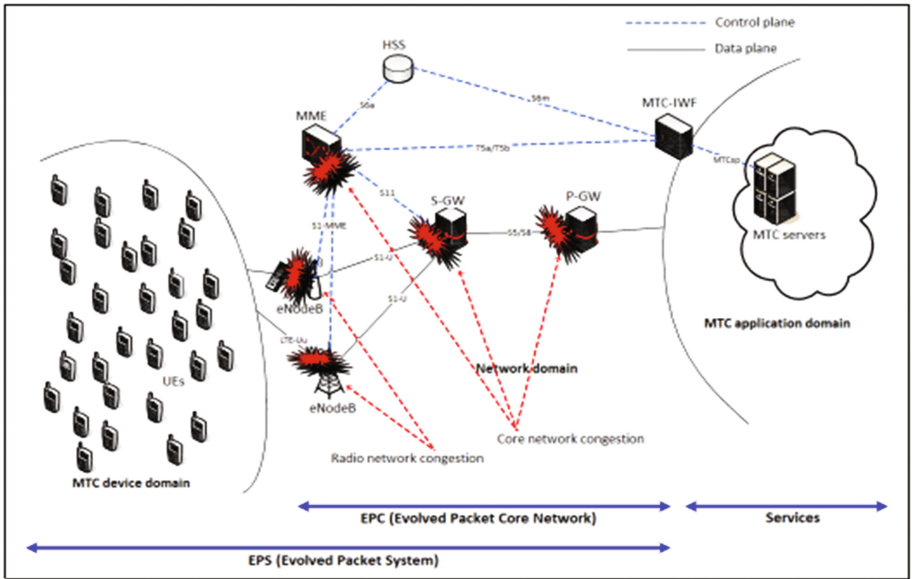 Control plane
Data plane
HSS
S6a
S6m
MTC-IWF
MME
T5a/T5b
MTCsp
S11
S-GW
P-GW
S1-MME
S5/S8
MTC servers
S1-U
eNodeB
S1-U
MTC application domain
LTE-Uu
Network domain
UEs
eNodeB
Core network congestion
Radio network congestion
MTC device domain
EPC (Evolved Packet Core Network)
Services
EPS (Evolved Packet System)